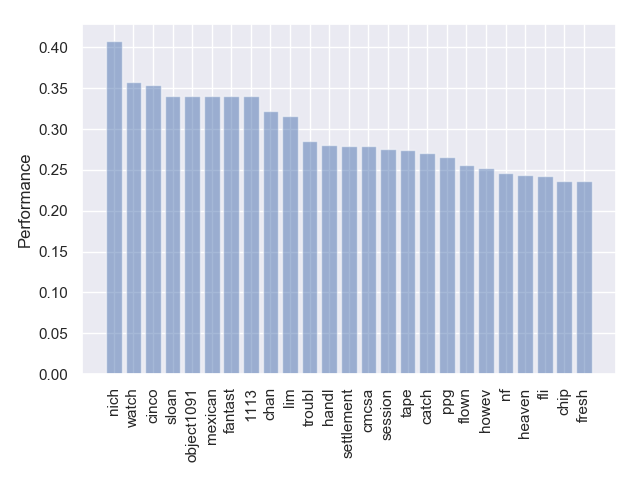 0.40
0.35
0.30
0.25
0.20
0.15
0.10
0.05
0.00
Performance
nich
watch
cinco
sloan
object1091
mexican
fantast
1113
chan
lim
troubl
handl
settlement
cmcsa
session
tape
catch
ppg
flown
howev
nf
heaven
fli
chip
fresh